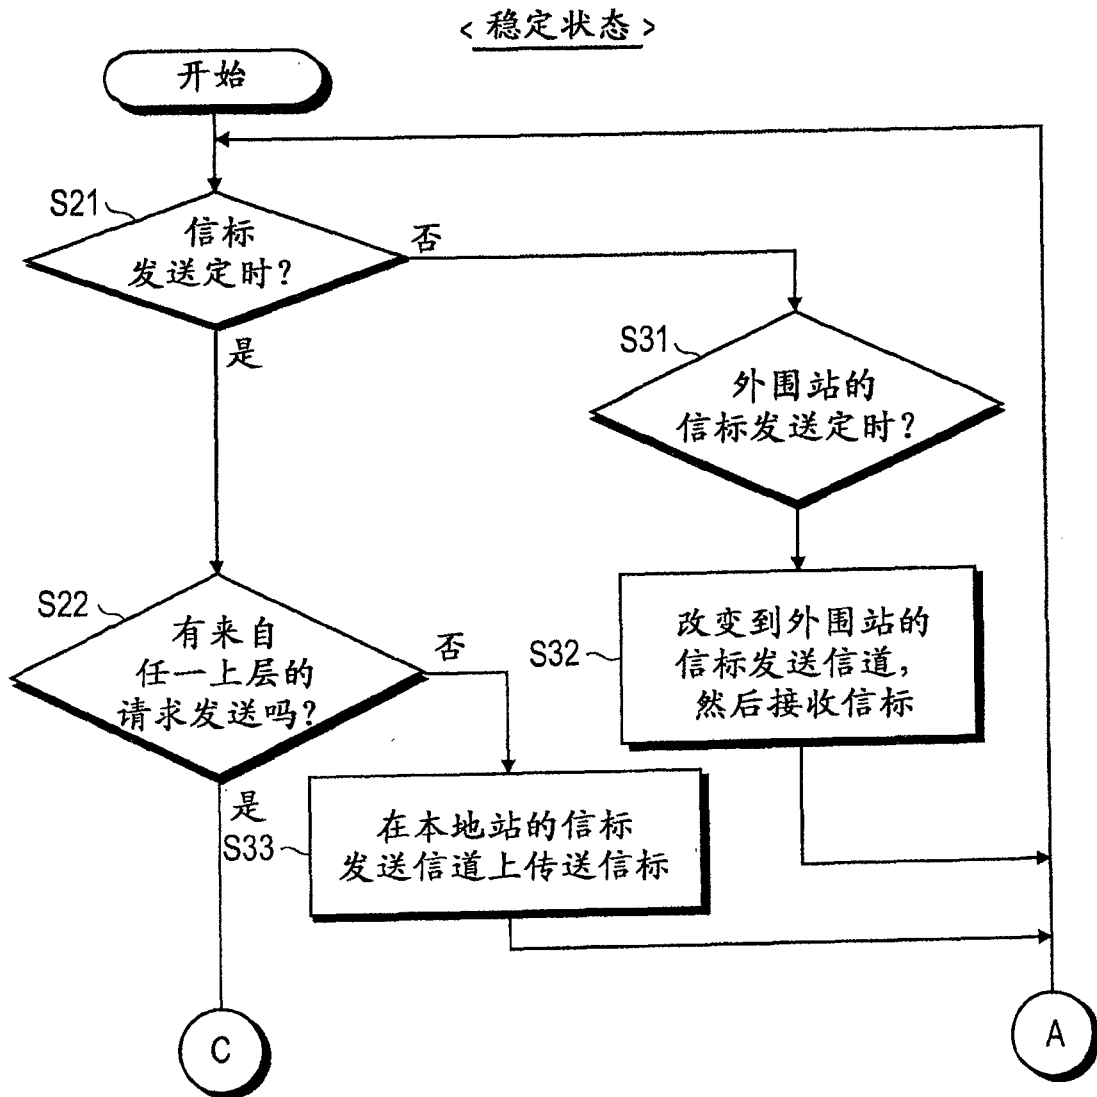 <稳定状态>
开始
S21
信标
发送定时?
否
是
S31
外围站的
信标发送定时?
S22
有来自
任一上层的
请求发送吗?
否
是
S32
改变到外围站的
信标发送信道,
然后接收信标
S33
在本地站的信标
发送信道上传送信标
C
A